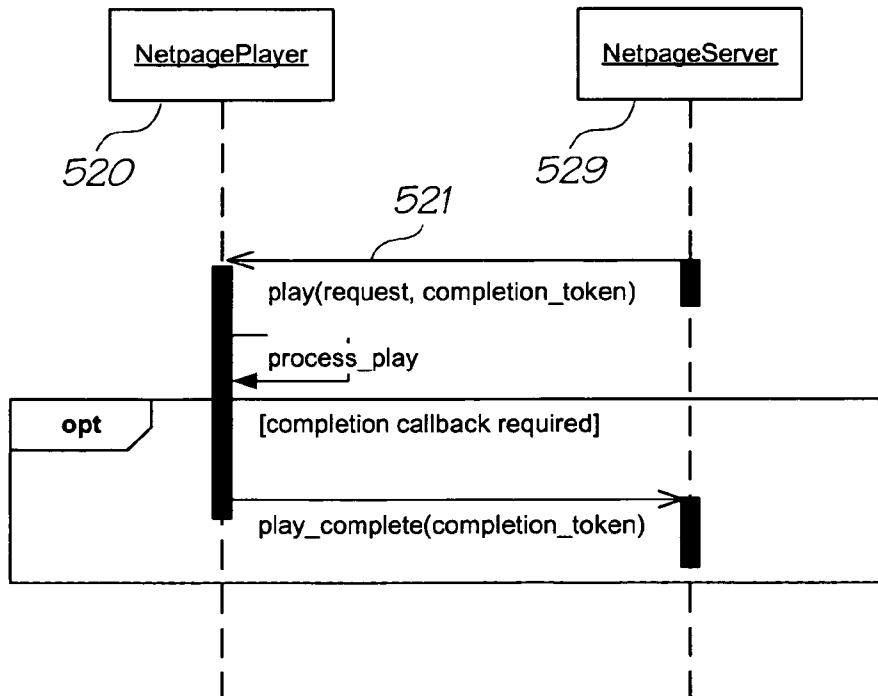 NetpagePlayer
NetpageServer
520
529
521
play(request, completion_token)
process_play
opt
[completion callback required]
play_complete(completion_token)